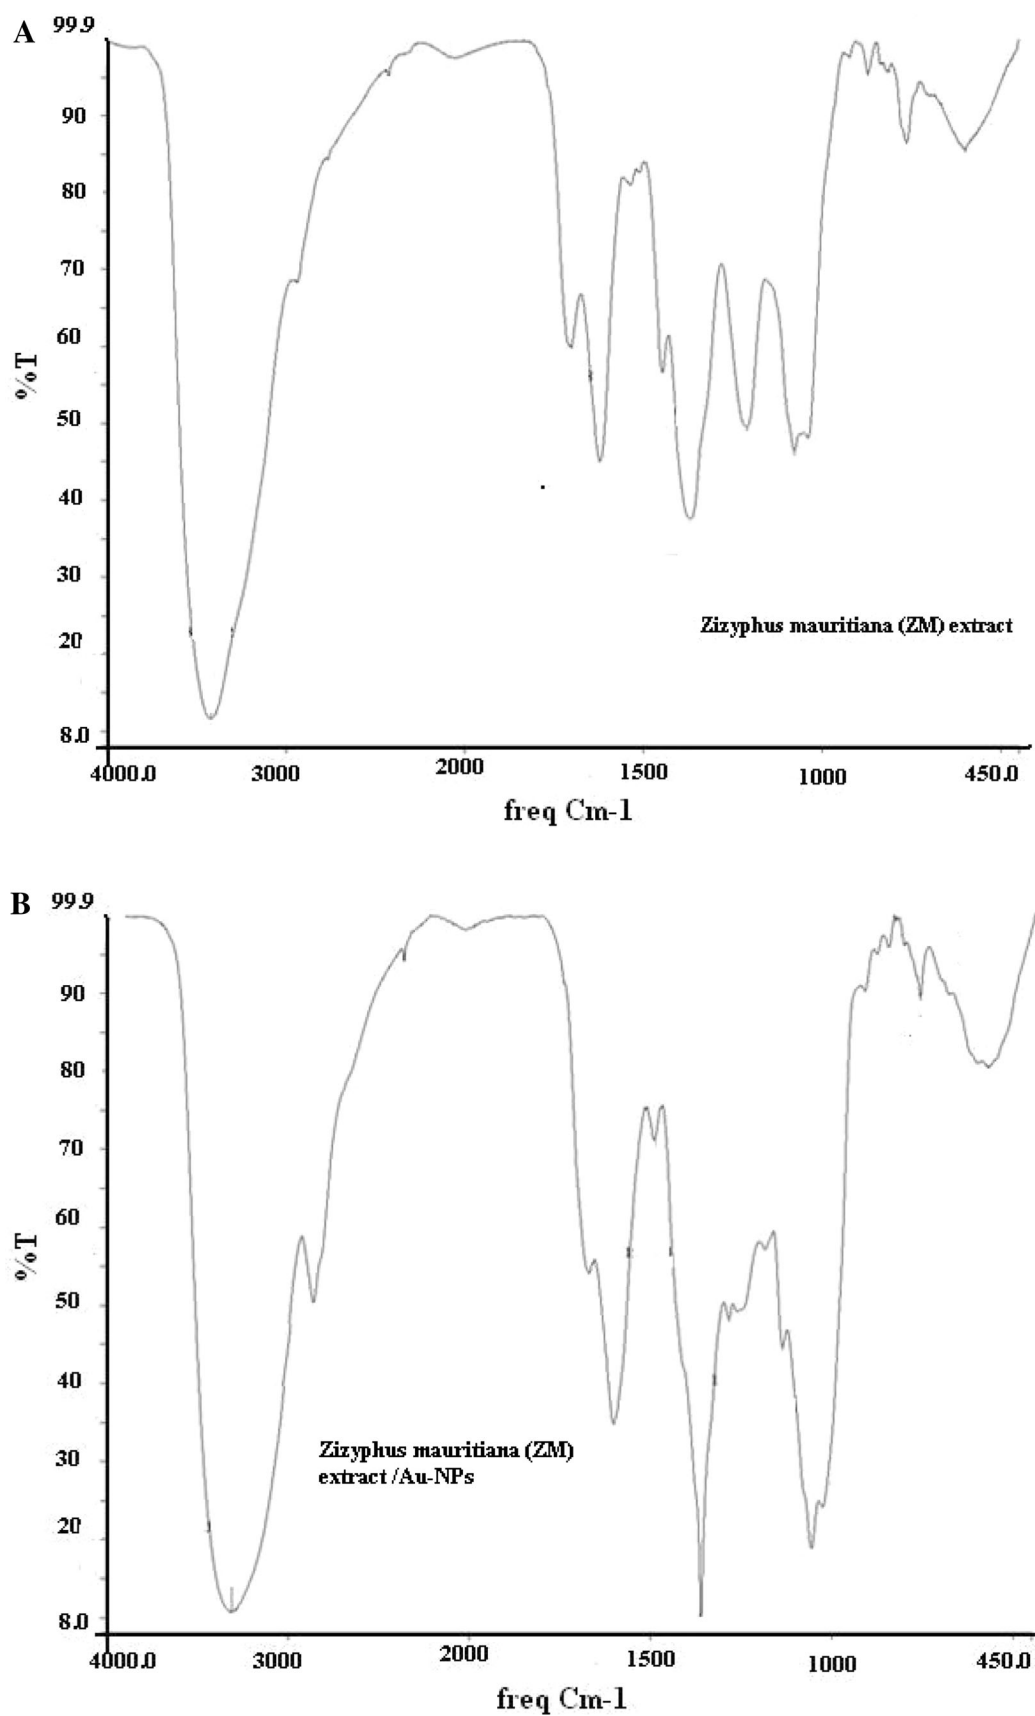 A
99.9
90
80
70
60
50
40
30
20
8.0
%T
Zizyphus mauritiana (ZM) extract
4000.0 3000 2000 1500 1000 450.0
freq Cm-1
B
99.9
90
80
70
60
50
40
30
20
8.0
%T
Zizyphus mauritiana (ZM)
extract /Au-NPs
4000.0 3000 2000 1500 1000 450.0
freq Cm-1